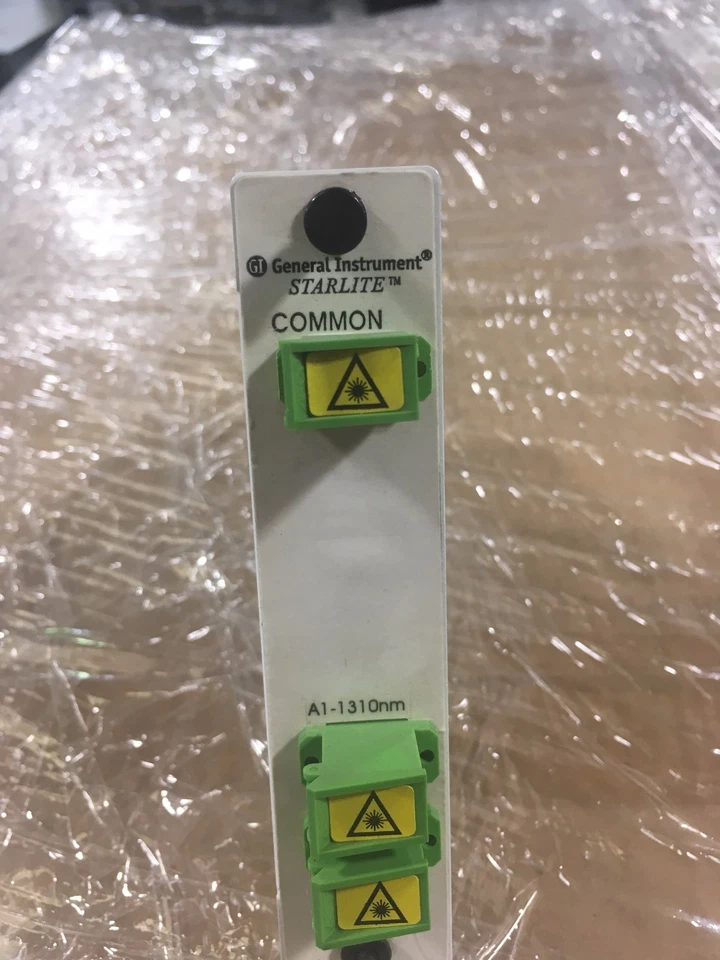 GI General Instrument®
STARLITE™
COMMON
A1-1310nm